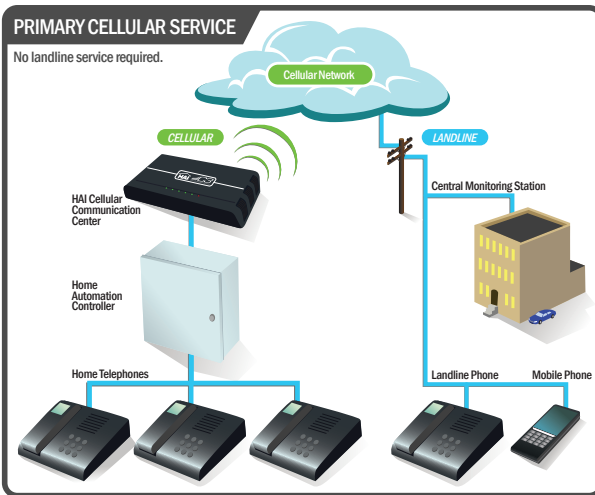 PRIMARY CELLULAR SERVICE
No landline service required.
Cellular Network
CELLULAR
LANDLINE
HAI
HAI Cellular
Communication
Center
Central Monitoring Station
Home
Automation
Controller
Home Telephones
Landline Phone
Mobile Phone